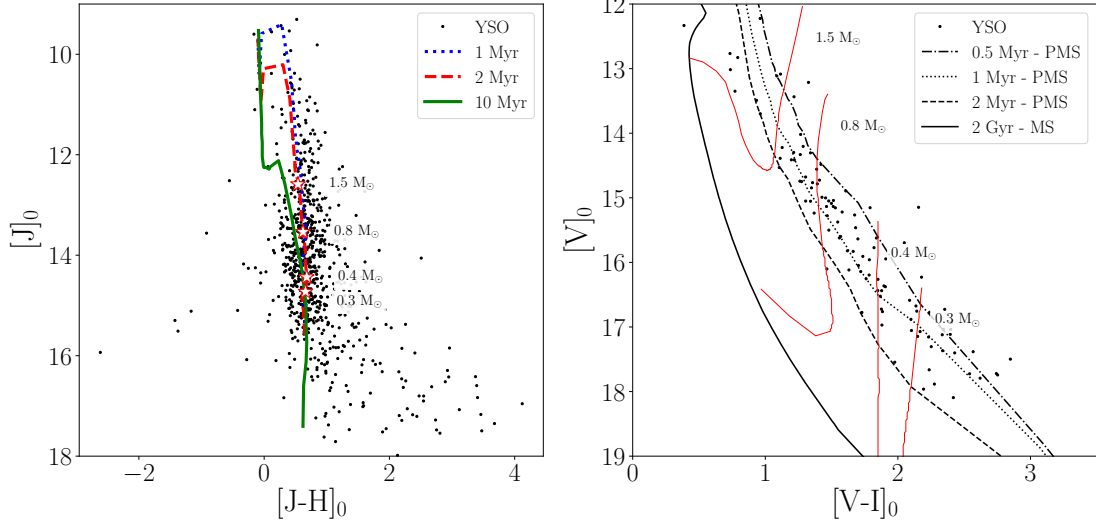 [J]₀
10
12
14
16
18
−2
0
2
4
[J-H]₀
YSO
1 Myr
2 Myr
10 Myr
1.5 M☉
0.8 M☉
0.4 M☉
0.3 M☉
[V]₀
12
13
14
15
16
17
18
19
0
1
2
3
[V-I]₀
YSO
0.5 Myr - PMS
1 Myr - PMS
2 Myr - PMS
2 Gyr - MS
1.5 M☉
0.8 M☉
0.4 M☉
0.3 M☉